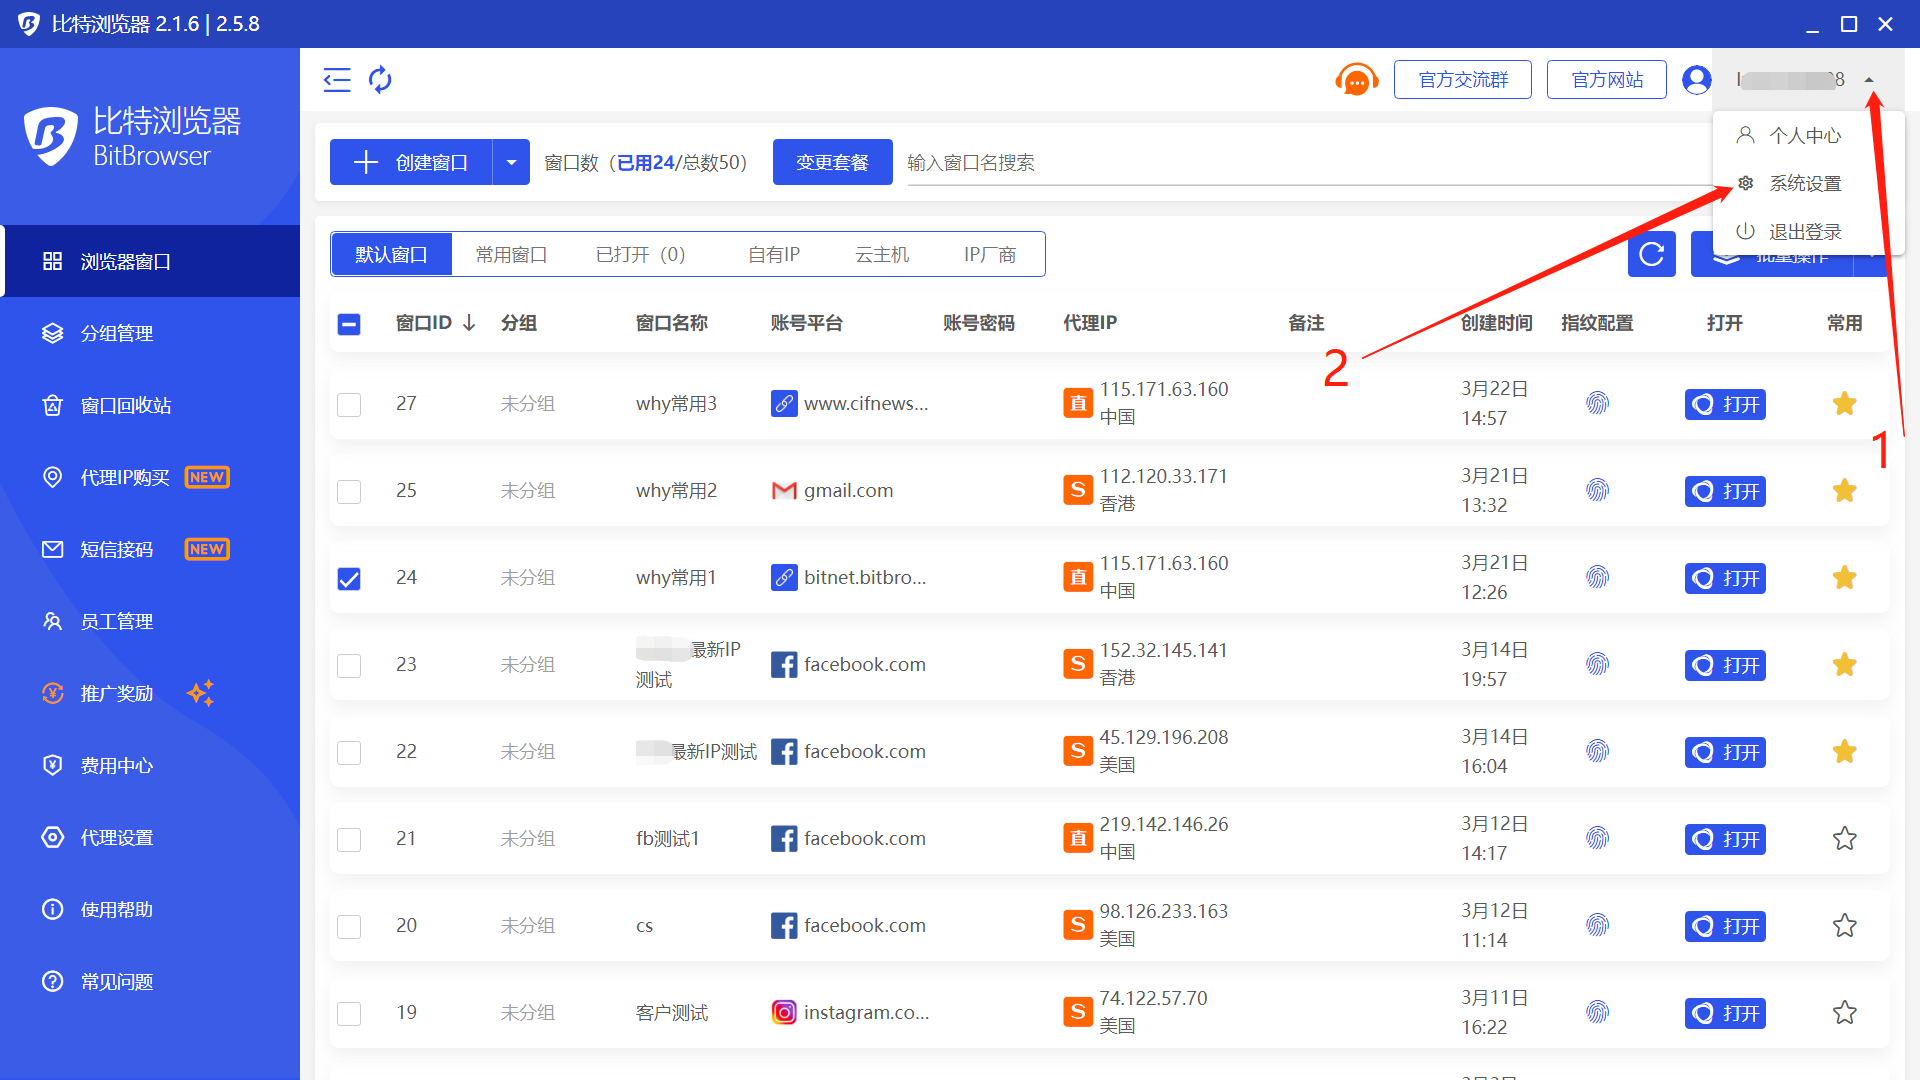 比特浏览器 2.1.6 | 2.5.8
比特浏览器
BitBrowser
官方交流群
官方网站
8
个人中心
系统设置
退出登录
创建窗口
窗口数（已用24/总数50）
变更套餐
输入窗口名搜索
浏览器窗口
分组管理
窗口回收站
代理IP购买 NEW
短信接码 NEW
员工管理
推广奖励
费用中心
代理设置
使用帮助
常见问题
默认窗口 常用窗口 已打开（0） 自有IP 云主机 IP厂商
批量操作
窗口ID 分组 窗口名称 账号平台 账号密码 代理IP 备注 创建时间 指纹配置 打开 常用
2
1
27 未分组 why常用3 www.cifnews... 直 115.171.63.160 3月22日 打开
中国 14:57
25 未分组 why常用2 gmail.com S 112.120.33.171 3月21日 打开
香港 13:32
24 未分组 why常用1 bitnet.bitbro... 直 115.171.63.160 3月21日 打开
中国 12:26
23 未分组 最新IP facebook.com S 152.32.145.141 3月14日 打开
测试 香港 19:57
22 未分组 最新IP测试 facebook.com S 45.129.196.208 3月14日 打开
美国 16:04
21 未分组 fb测试1 facebook.com 直 219.142.146.26 3月12日 打开
中国 14:17
20 未分组 cs facebook.com S 98.126.233.163 3月12日 打开
美国 11:14
19 未分组 客户测试 instagram.co... S 74.122.57.70 3月11日 打开
美国 16:22